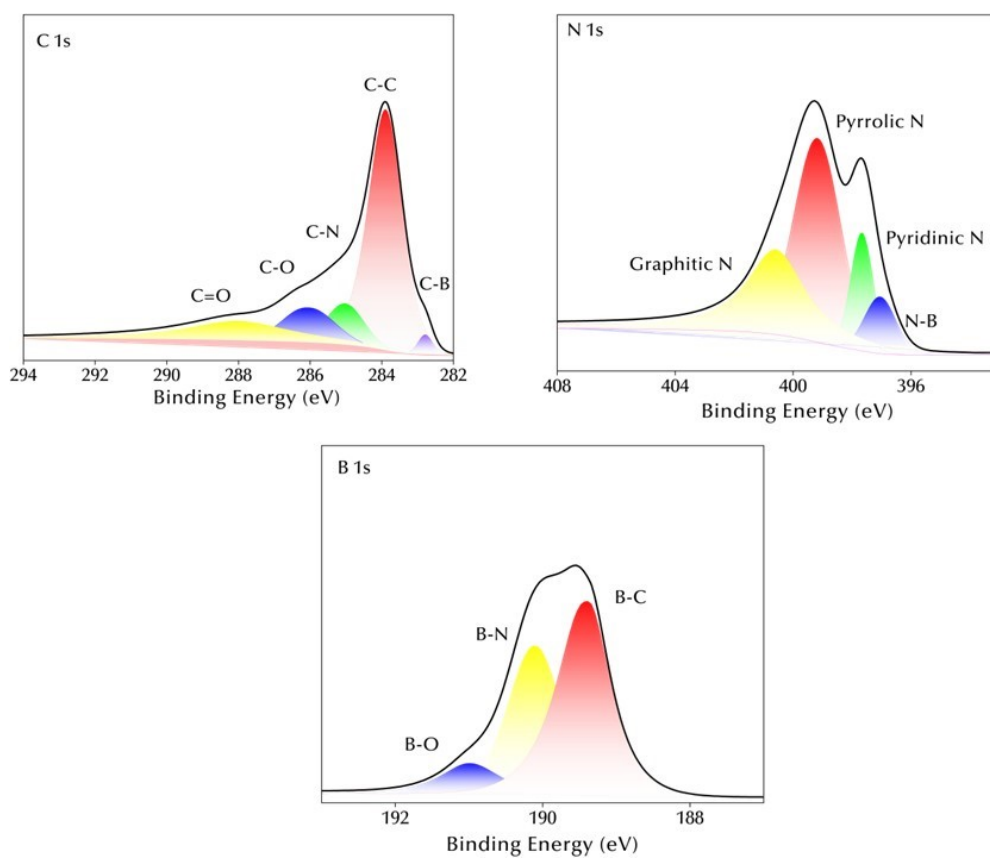 C 1s
C-C
C-N
C-O
C=O
C-B
294 292 290 288 286 284 282
Binding Energy (eV)
N 1s
Pyrrolic N
Pyridinic N
Graphitic N
N-B
408 404 400 396
Binding Energy (eV)
B 1s
B-C
B-N
B-O
192 190 188
Binding Energy (eV)